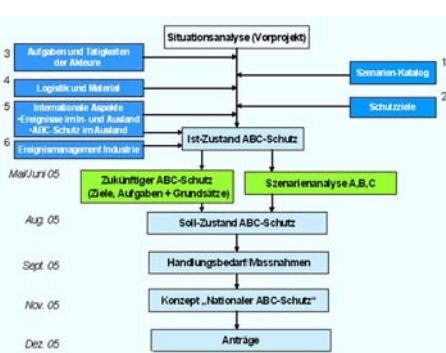 Situationsanalyse (Vorprojekt)
3
Aufgaben und Tätigkeiten
der Akteure
1
Szenarien-Katalog
4
Logistik und Material
2
Schutzziele
5
Internationale Aspekte
•Ereignisse im In- und Ausland
•ABC-Schutz im Ausland
6
Ereignismanagement Industrie
Ist-Zustand ABC-Schutz
Mai/Juni 05
Zukünftiger ABC-Schutz
(Ziele, Aufgaben + Grundsätze)
Szenarienanalyse A,B,C
Aug. 05
Soll-Zustand ABC-Schutz
Sept. 05
Handlungsbedarf/Massnahmen
Nov. 05
Konzept „Nationaler ABC-Schutz"
Dez. 05
Anträge